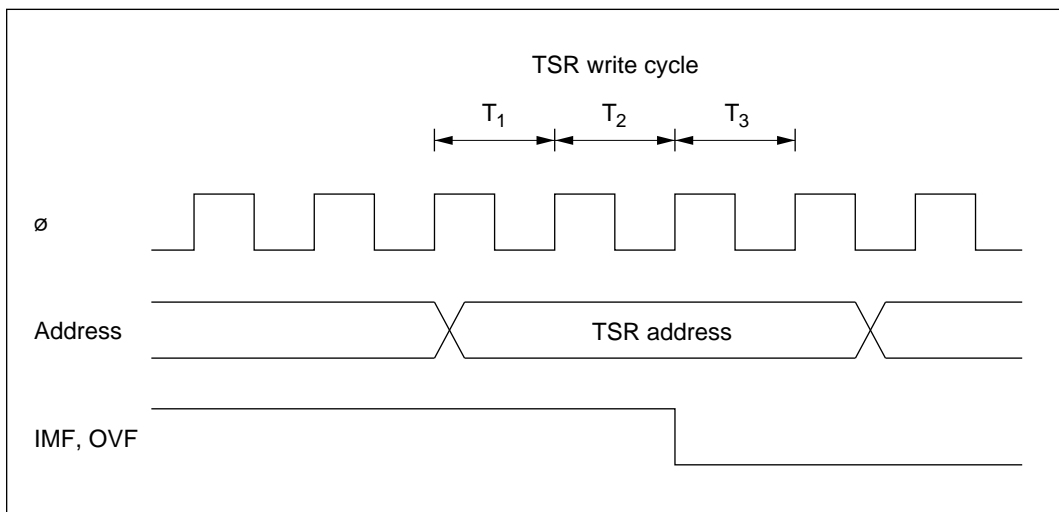 TSR write cycle
T1 T2 T3
ø
Address TSR address
IMF, OVF